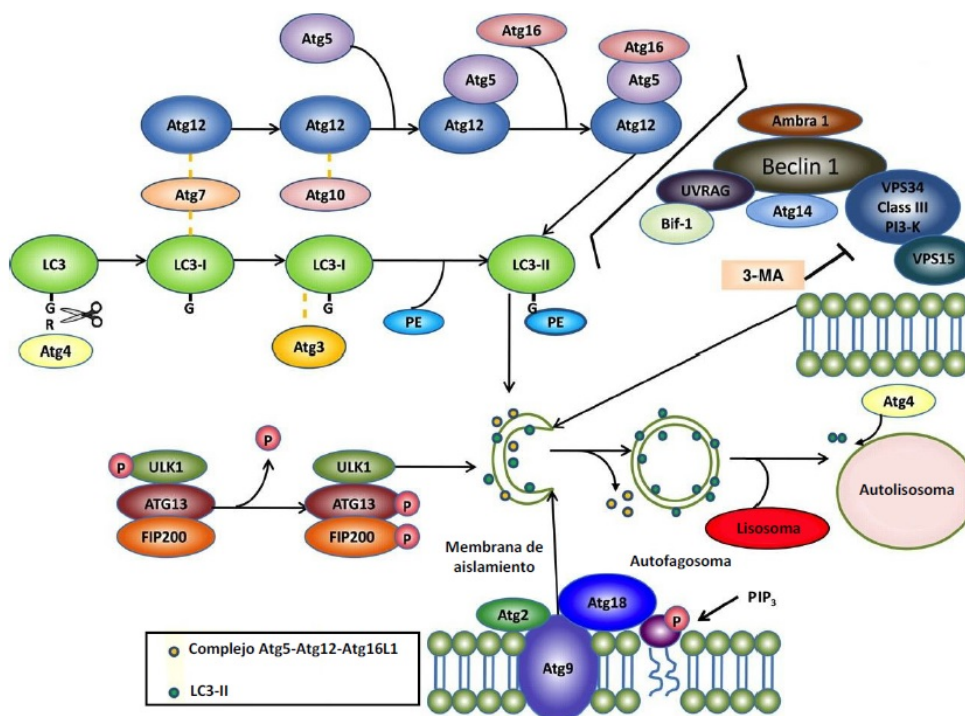 Atg5
Atg16
Atg16
Atg5
Atg5
Atg12
Atg12
Atg12
Atg12
Atg7
Atg10
LC3
LC3-I
LC3-I
LC3-II
G
R
G
G
G
Atg4
Atg3
PE
PE
Ambra 1
Beclin 1
UVRAG
VPS34
Class III
PI3-K
Atg14
Bif-1
VPS15
3-MA
Atg4
P
P
ULK1
ULK1
ATG13
ATG13
P
FIP200
FIP200
P
Autolisosoma
Lisosoma
Membrana de
aislamiento
Autofagosoma
Atg2
Atg18
P
PIP3
Atg9
Complejo Atg5-Atg12-Atg16L1
LC3-II